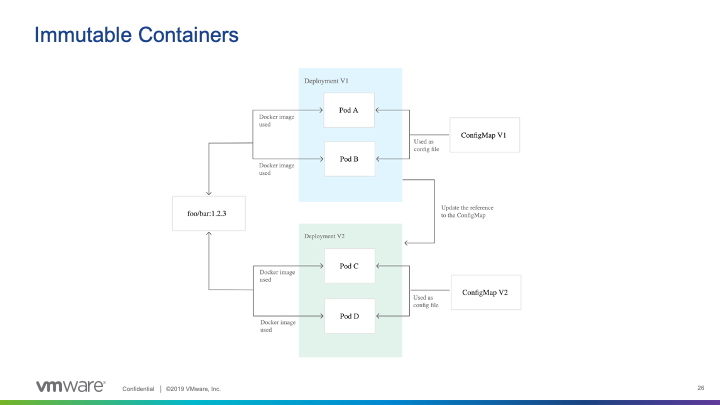 Immutable Containers
Deployment V1
Docker image
used
Pod A
Used as
config file
ConfigMap V1
Docker image
used
Pod B
foo/bar:1.2.3
Update the reference
to the ConfigMap
Deployment V2
Docker image
used
Pod C
Used as
config file
ConfigMap V2
Docker image
used
Pod D
vmware®
Confidential | ©2019 VMware, Inc.
26